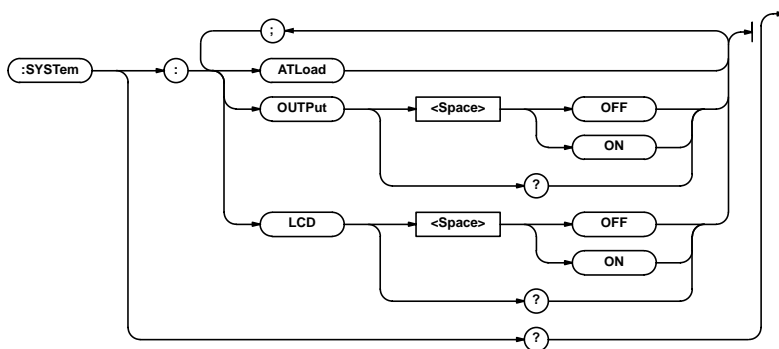 ;
:SYSTem : ATLoad
OUTPut <Space> OFF
ON
?
LCD <Space> OFF
ON
?
?